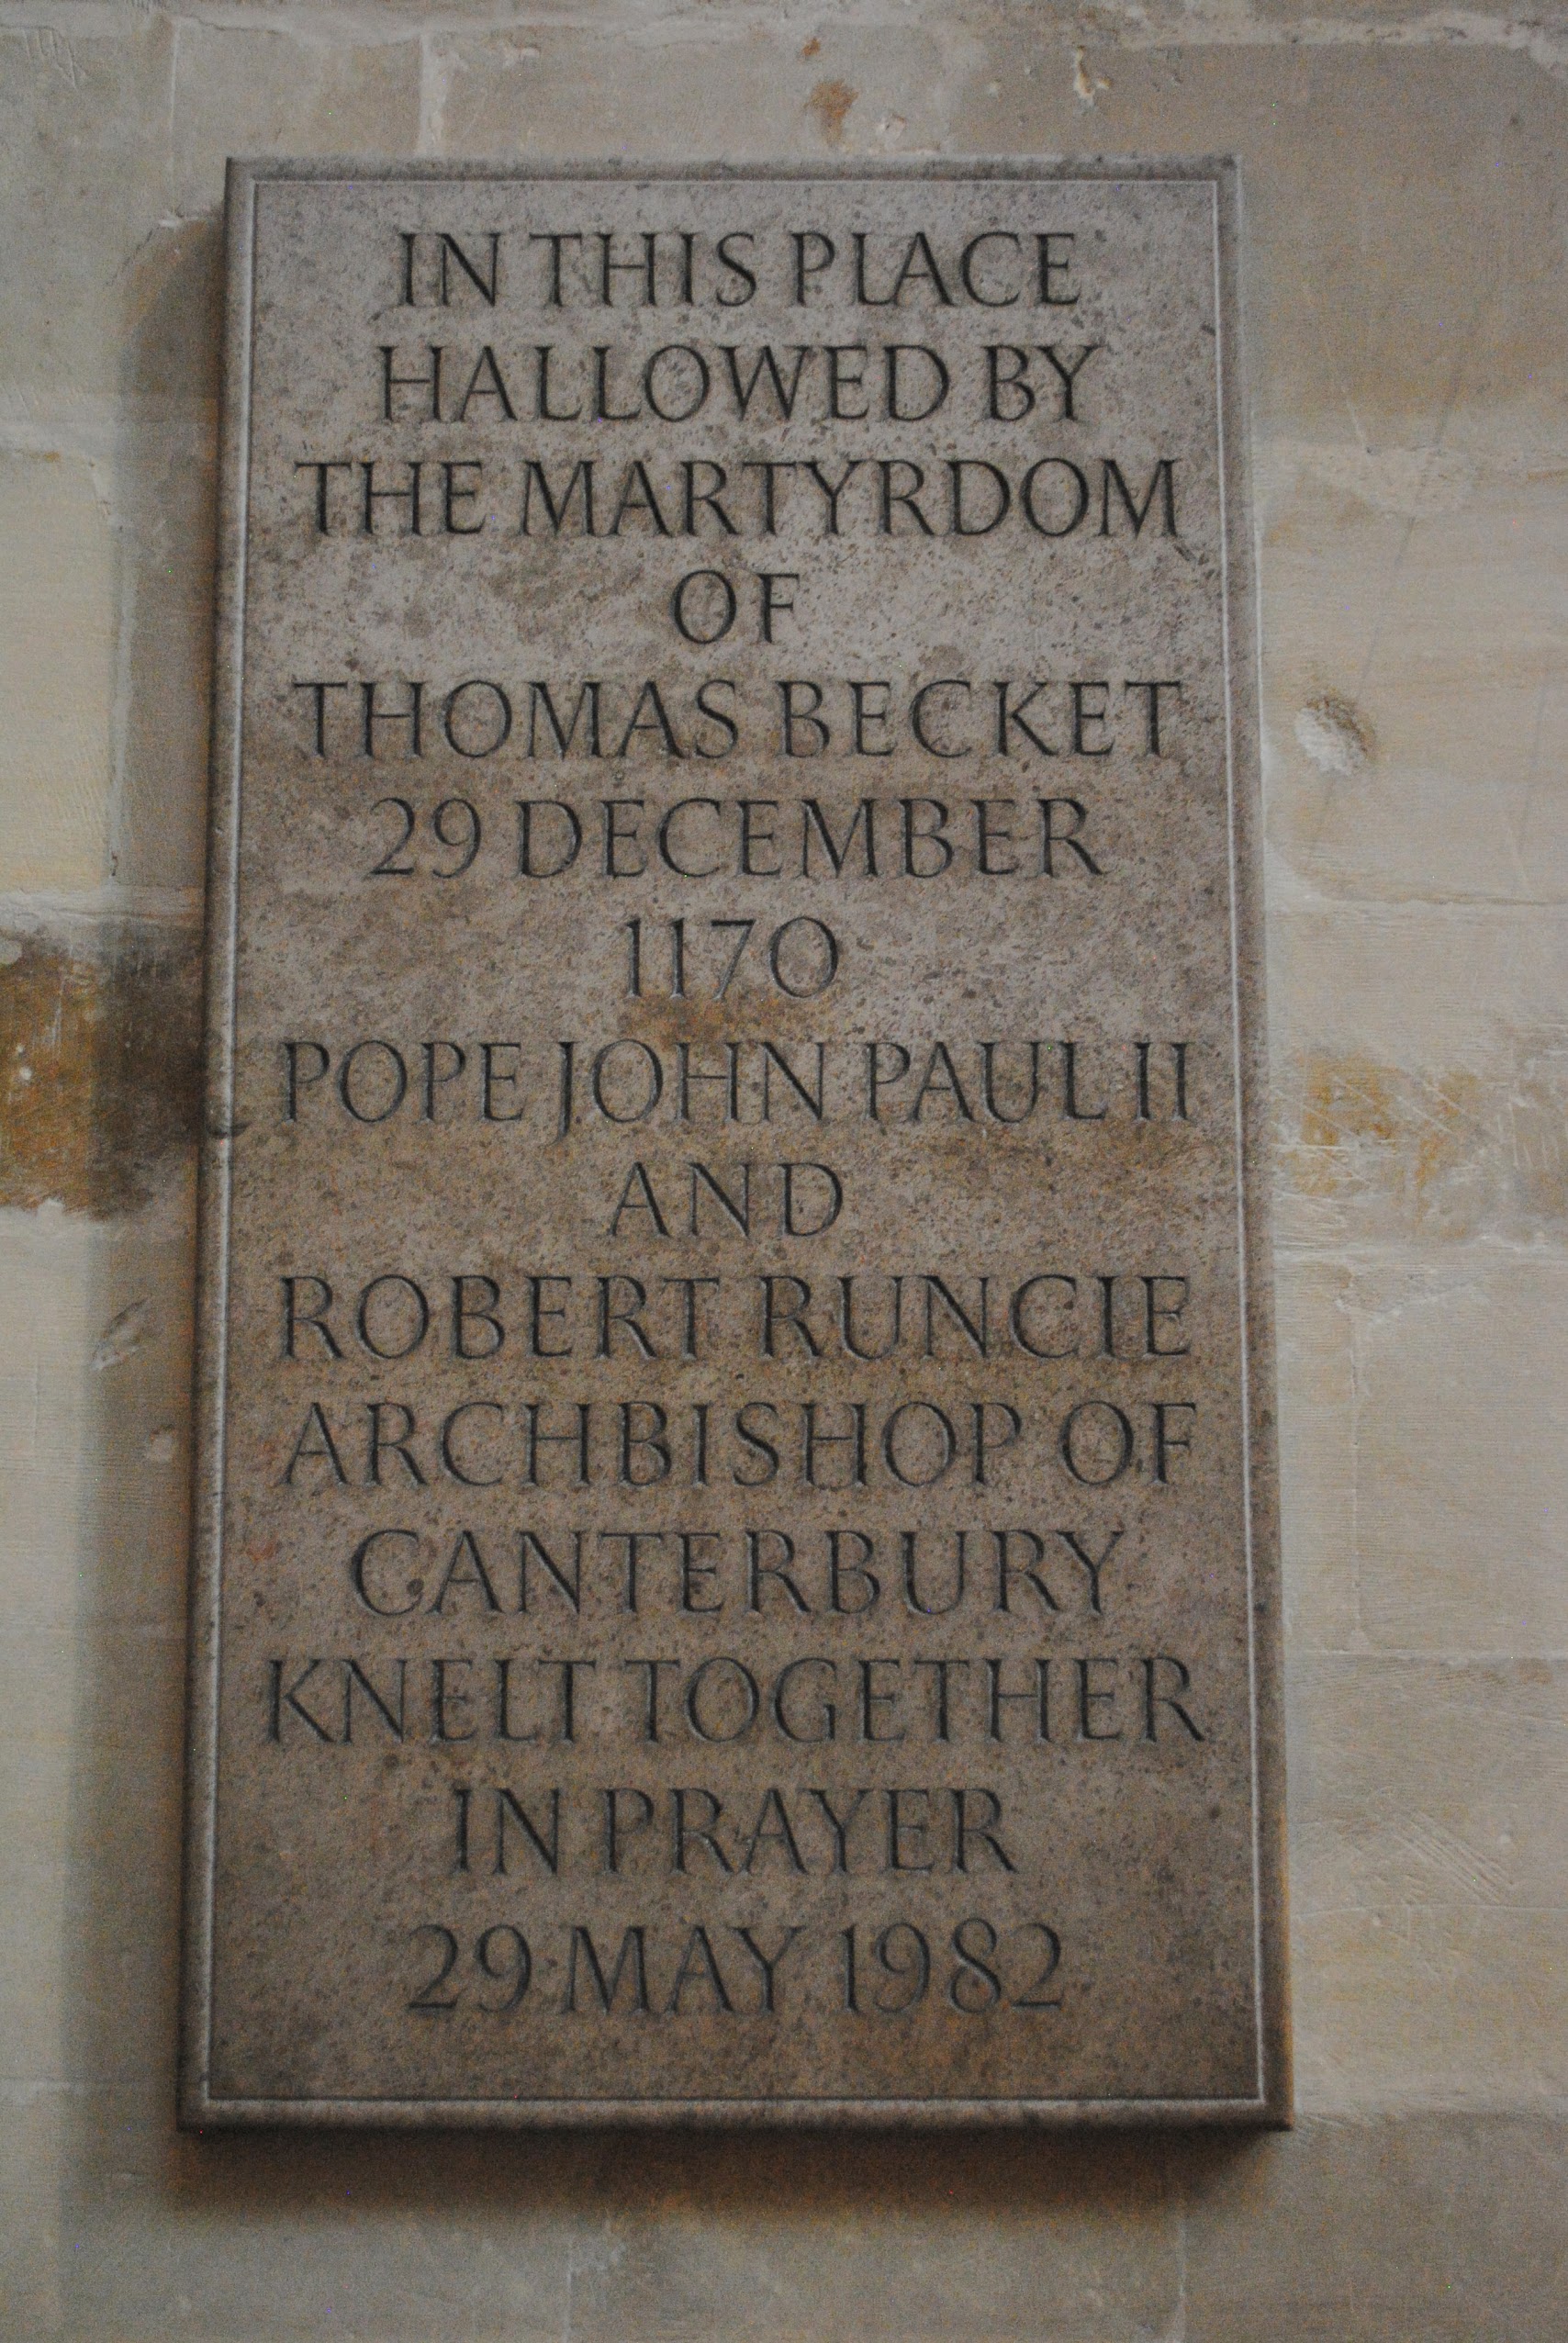 IN THIS PLACE
HALLOWED BY
THE MARTYRDOM
OF
THOMAS BECKET
29 DECEMBER
1170
POPE JOHN PAUL II
AND
ROBERT RUNCIE
ARCHBISHOP OF
CANTERBURY
KNELT TOGETHER
IN PRAYER
29 MAY 1982